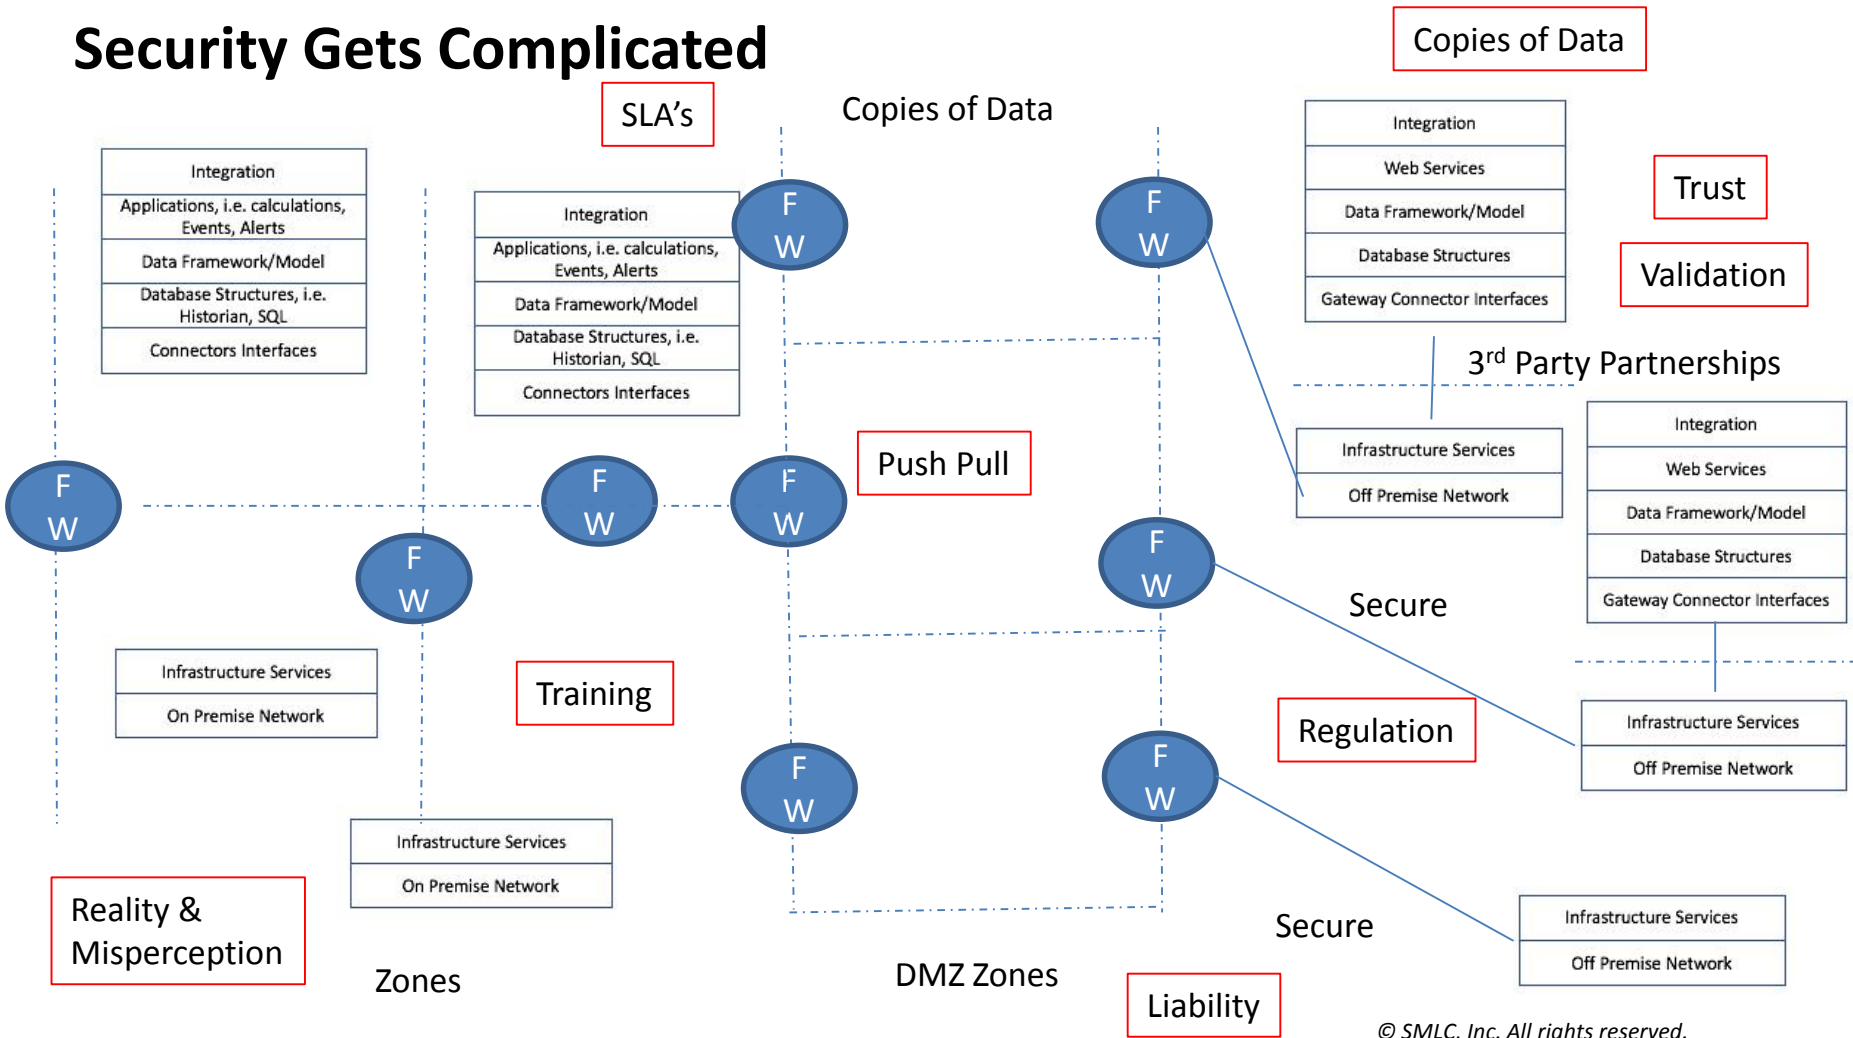 Security Gets Complicated
Copies of Data
SLA's
Copies of Data
Integration
Applications, i.e. calculations,
Events, Alerts
Data Framework/Model
Database Structures, i.e.
Historian, SQL
Connectors Interfaces
Integration
Applications, i.e. calculations,
Events, Alerts
Data Framework/Model
Database Structures, i.e.
Historian, SQL
Connectors Interfaces
F
W
F
W
Integration
Web Services
Data Framework/Model
Database Structures
Gateway Connector Interfaces
Trust
Validation
3rd Party Partnerships
Push Pull
Infrastructure Services
Off Premise Network
Integration
Web Services
Data Framework/Model
Database Structures
Gateway Connector Interfaces
F
W
F
W
F
W
F
W
F
W
Secure
Infrastructure Services
On Premise Network
Training
Regulation
Infrastructure Services
Off Premise Network
F
W
F
W
Infrastructure Services
On Premise Network
Reality &
Misperception
Zones
DMZ Zones
Secure
Liability
Infrastructure Services
Off Premise Network
© SMLC, Inc. All rights reserved.